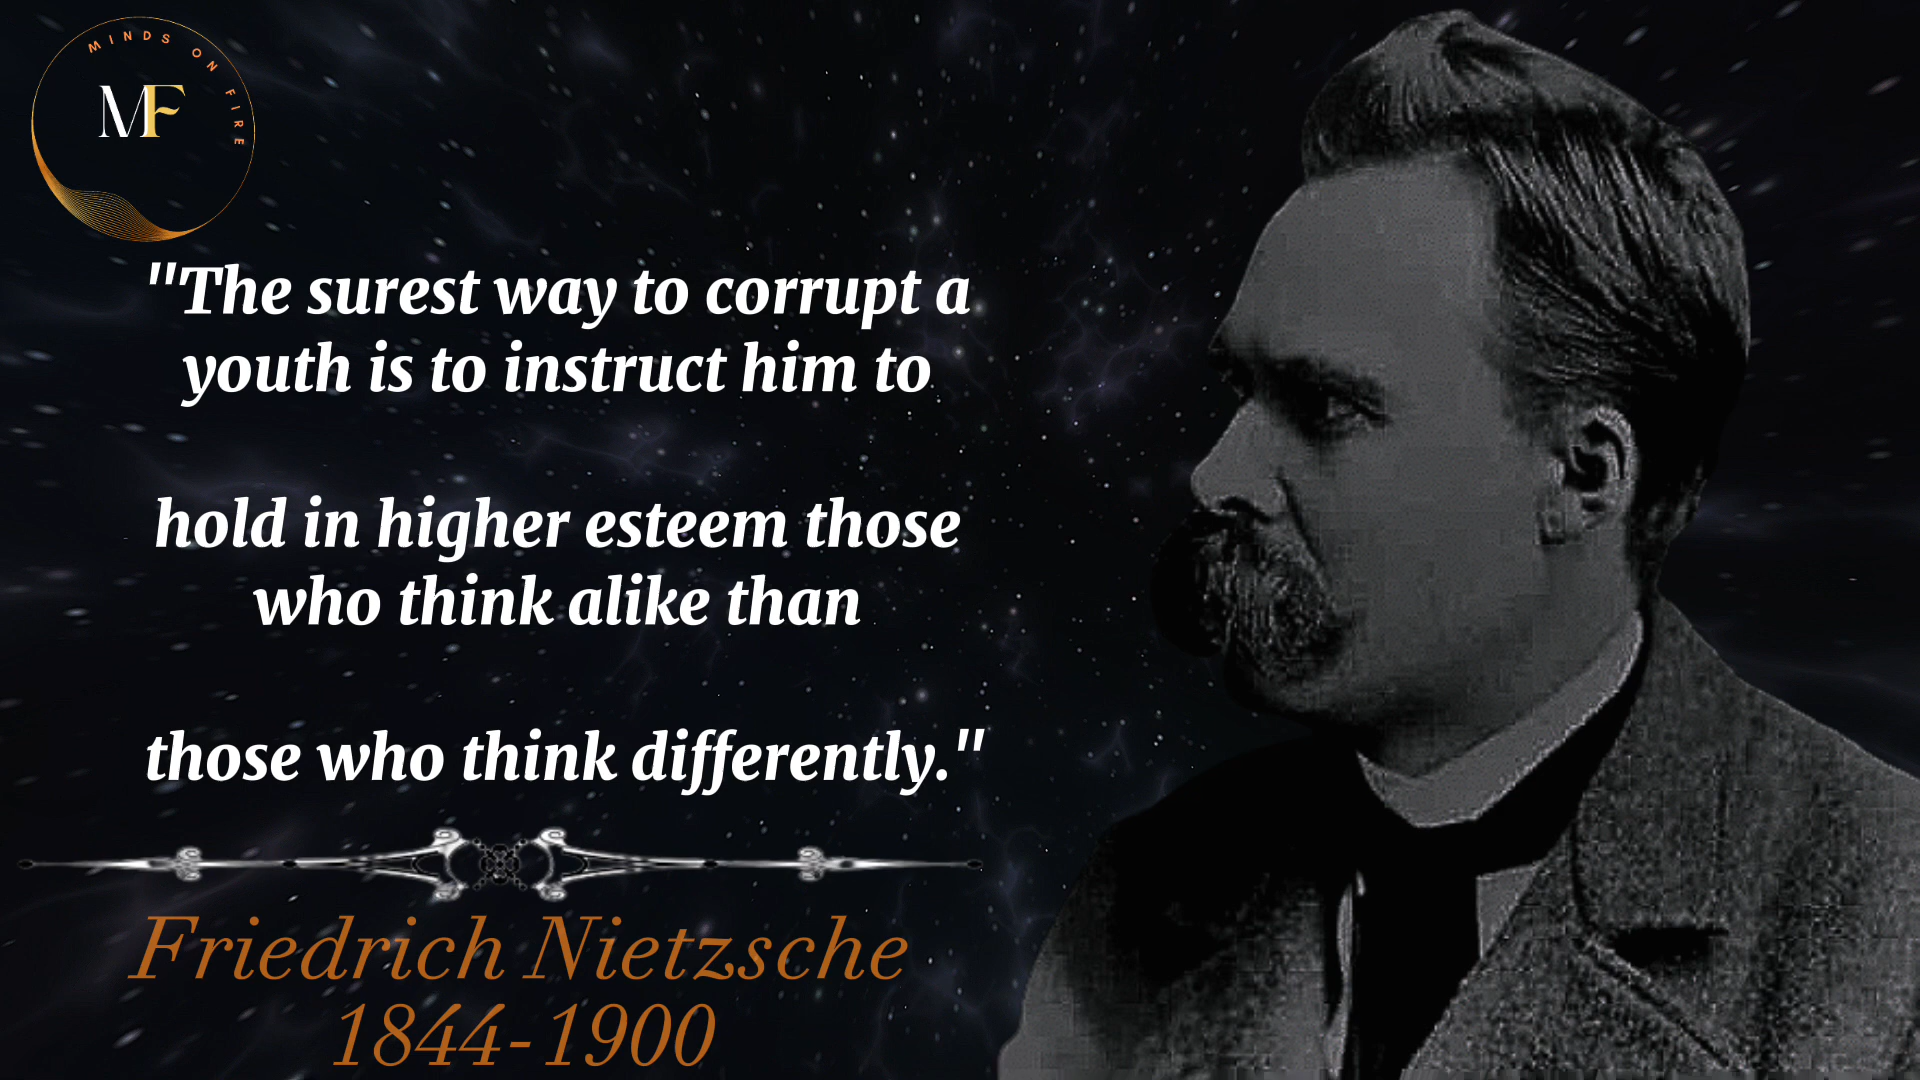 MINDS ON FIRE
MF
"The surest way to corrupt a
youth is to instruct him to
hold in higher esteem those
who think alike than
those who think differently."
Friedrich Nietzsche
1844-1900